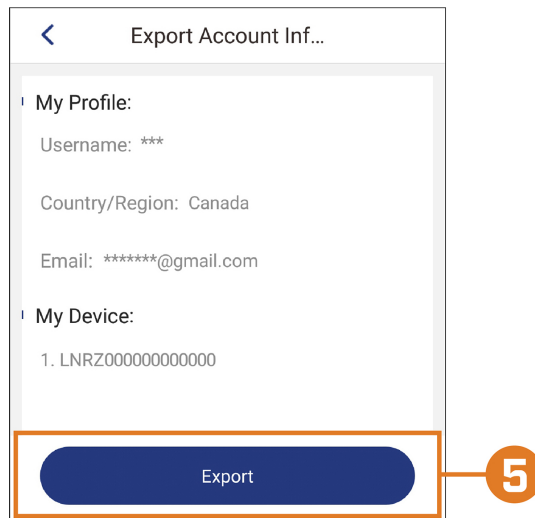 Export Account Inf...
My Profile:
Username: ***
Country/Region: Canada
Email: *******@gmail.com
My Device:
1. LNRZ000000000000
Export
5